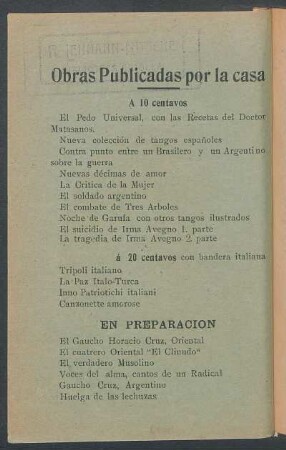 Obras Publicadas por la casa
A 10 centavos
El Pedo Universal, con las Recetas del Doctor
Matasanos.
Nueva colección de tangos españoles
Contra punto entre un Brasilero y un Argentino
sobre la guerra
Nuevas décimas de amor
La Critica de la Mujer
El soldado argentino
El combate de Tres Arboles
Noche de Garufa con otros tangos ilustrados
El suicidio de Irma Avegno 1. parte
La tragedia de Irma Avegno 2. parte
á 20 centavos con bandera italiana
Tripoli italiano
La Paz Italo-Turca
Inno Patriotichi italiani
Canzonette amorose
EN PREPARACION
El Gaucho Horacio Cruz, Oriental
El cuatrero Oriental "El Clinudo"
El verdadero Musolino
Voces del alma, cantos de un Radical
Gaucho Cruz, Argentino
Huelga de las lechuzas